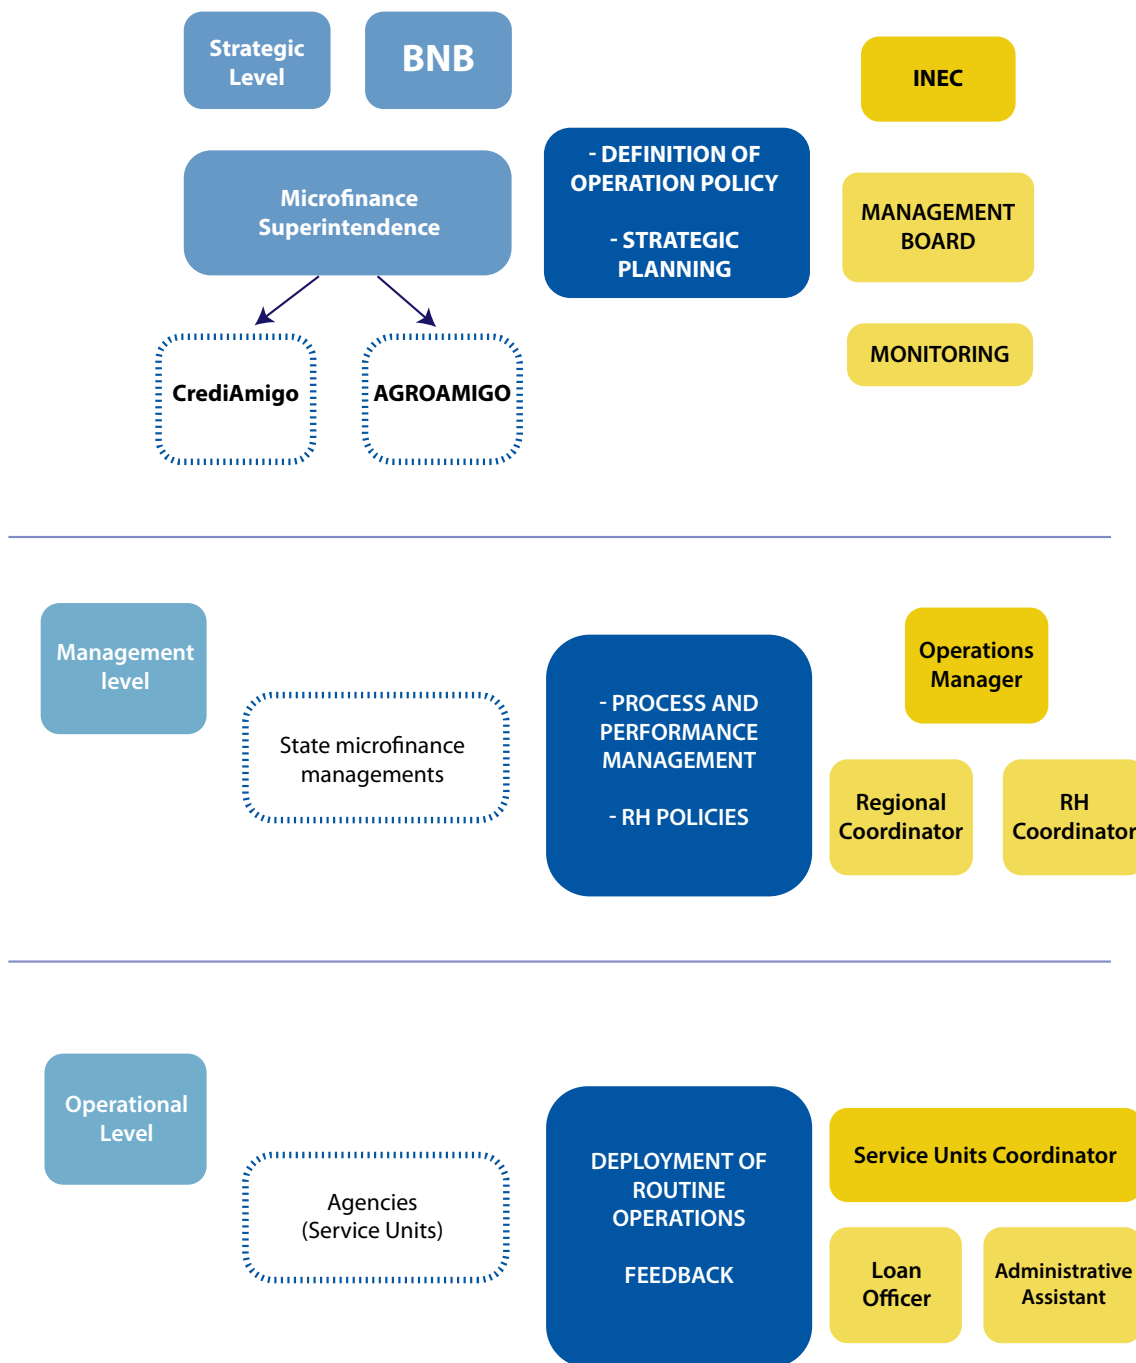 Strategic
Level
BNB
INEC
Microfinance
Superintendence
- DEFINITION OF
OPERATION POLICY
- STRATEGIC
PLANNING
MANAGEMENT
BOARD
MONITORING
CrediAmigo
AGROAMIGO
Management
level
State microfinance
managements
- PROCESS AND
PERFORMANCE
MANAGEMENT
- RH POLICIES
Operations
Manager
Regional
Coordinator
RH
Coordinator
Operational
Level
Agencies
(Service Units)
DEPLOYMENT OF
ROUTINE
OPERATIONS
FEEDBACK
Service Units Coordinator
Loan
Officer
Administrative
Assistant